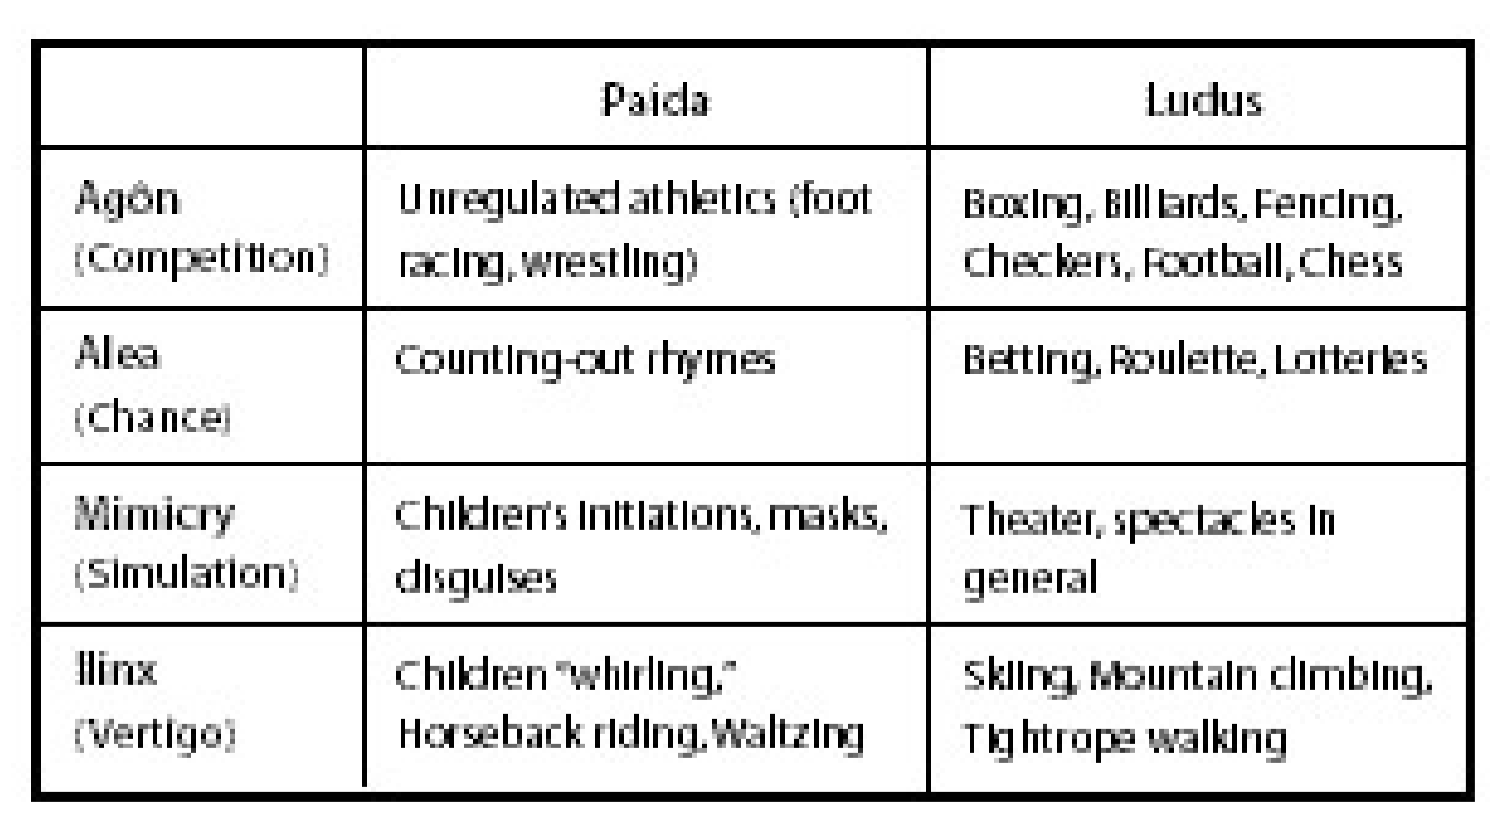 Paida
Ludus
Agôn
(Competition)
Unregulated athletics (foot
racing, wrestling)
Boxing, Billiards, Fencing,
Checkers, Football, Chess
Alea
(Chance)
Counting-out rhymes
Betting, Roulette, Lotteries
Mimicry
(Simulation)
Children's initiations, masks,
disguises
Theater, spectacles in
general
Ilinx
(Vertigo)
Children "whirling,"
Horseback riding, Waltzing
Skiing, Mountain climbing,
Tightrope walking